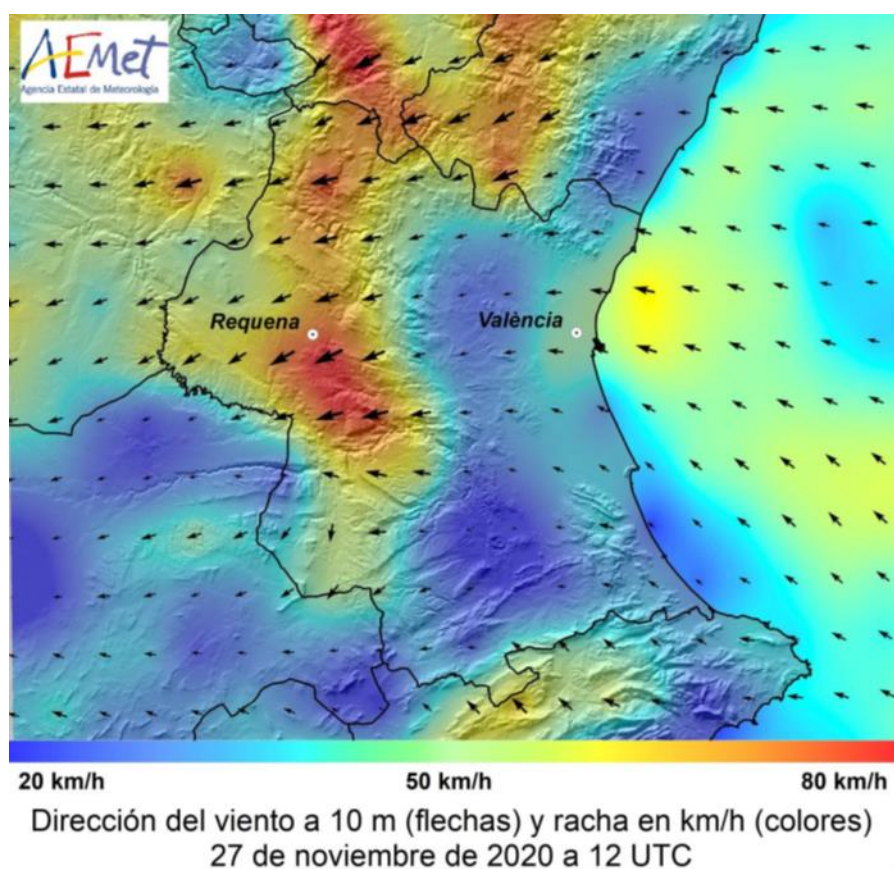 AEMet
Agencia Estatal de Meteorología
Requena
València
20 km/h
50 km/h
80 km/h
Dirección del viento a 10 m (flechas) y racha en km/h (colores)
27 de noviembre de 2020 a 12 UTC